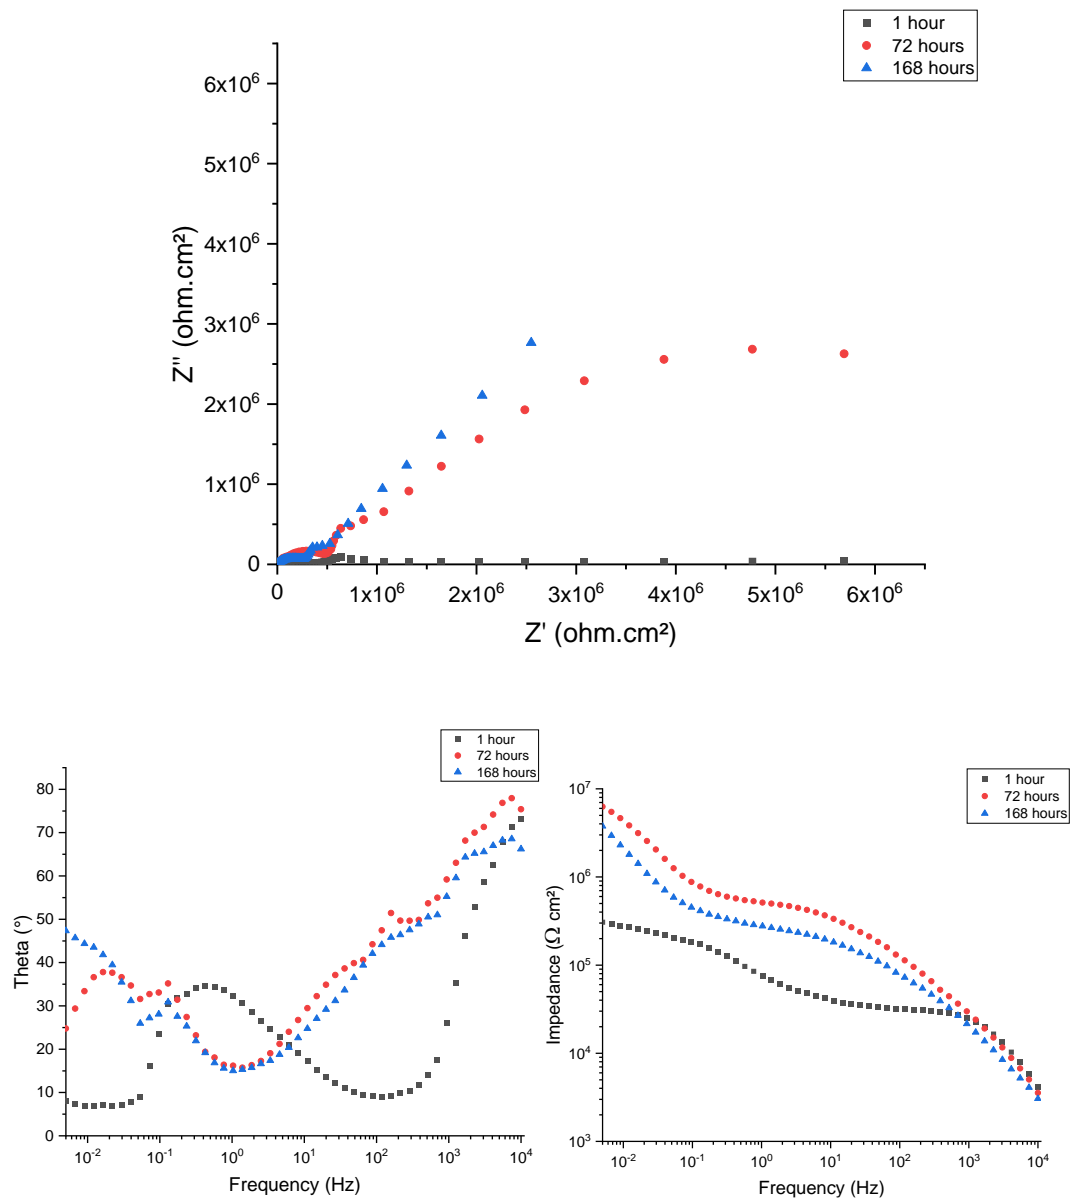 1 hour
72 hours
168 hours
6x10⁶
5x10⁶
4x10⁶
3x10⁶
2x10⁶
1x10⁶
0
Z'' (ohm.cm²)
0 1x10⁶ 2x10⁶ 3x10⁶ 4x10⁶ 5x10⁶ 6x10⁶
Z' (ohm.cm²)
1 hour
72 hours
168 hours
80
70
60
50
40
30
20
10
0
Theta (°)
10⁻² 10⁻¹ 10⁰ 10¹ 10² 10³ 10⁴
Frequency (Hz)
1 hour
72 hours
168 hours
10⁷
10⁶
10⁵
10⁴
10³
Impedance (Ω cm²)
10⁻² 10⁻¹ 10⁰ 10¹ 10² 10³ 10⁴
Frequency (Hz)